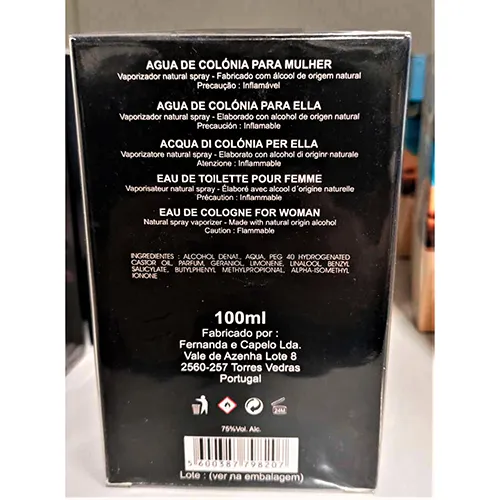 AGUA DE COLÓNIA PARA MULHER
Vaporizador natural spray - Fabricado com álcool de origem natural
Precaução : Inflamável
AGUA DE COLÓNIA PARA ELLA
Vaporizador natural spray - Elaborado con alcohol de origen natural
Precaución : Inflamable
ACQUA DI COLÓNIA PER ELLA
Vaporizatore natural spray - Elaborato con alcohol di originr naturale
Atenzione : Inflammable
EAU DE TOILETTE POUR FEMME
Vaporisateur natural spray - Élaboré avec alcool d´origine naturelle
Précaution : Inflammable
EAU DE COLOGNE FOR WOMAN
Natural spray vaporizer - Made with natural origin alcohol
Caution : Flammable
INGREDIENTES : ALCOHOL DENAT., AQUA, PEG 40 HYDROGENATED
CASTOR OIL, PARFUM, GERANIOL, LIMONENE, LINALOOL, BENZYL
SALICYLATE, BUTYLPHENYL METHYLPROPIONAL, ALPHA-ISOMETHYL
IONONE
100ml
Fabricado por :
Fernanda e Capelo Lda.
Vale de Azenha Lote 8
2560-257 Torres Vedras
Portugal
24M
75%Vol. Alc.
5600387798207
Lote : (ver na embalagem)